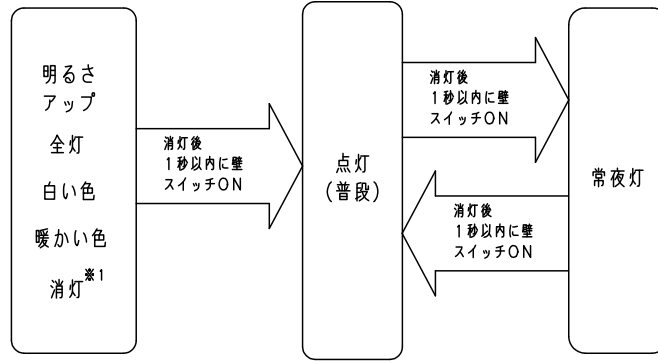 明るさ
アップ
全灯
白い色
暖かい色
消灯※1
消灯後
1秒以内に壁
スイッチON
点灯
(普段)
消灯後
1秒以内に壁
スイッチON
消灯後
1秒以内に壁
スイッチON
常夜灯